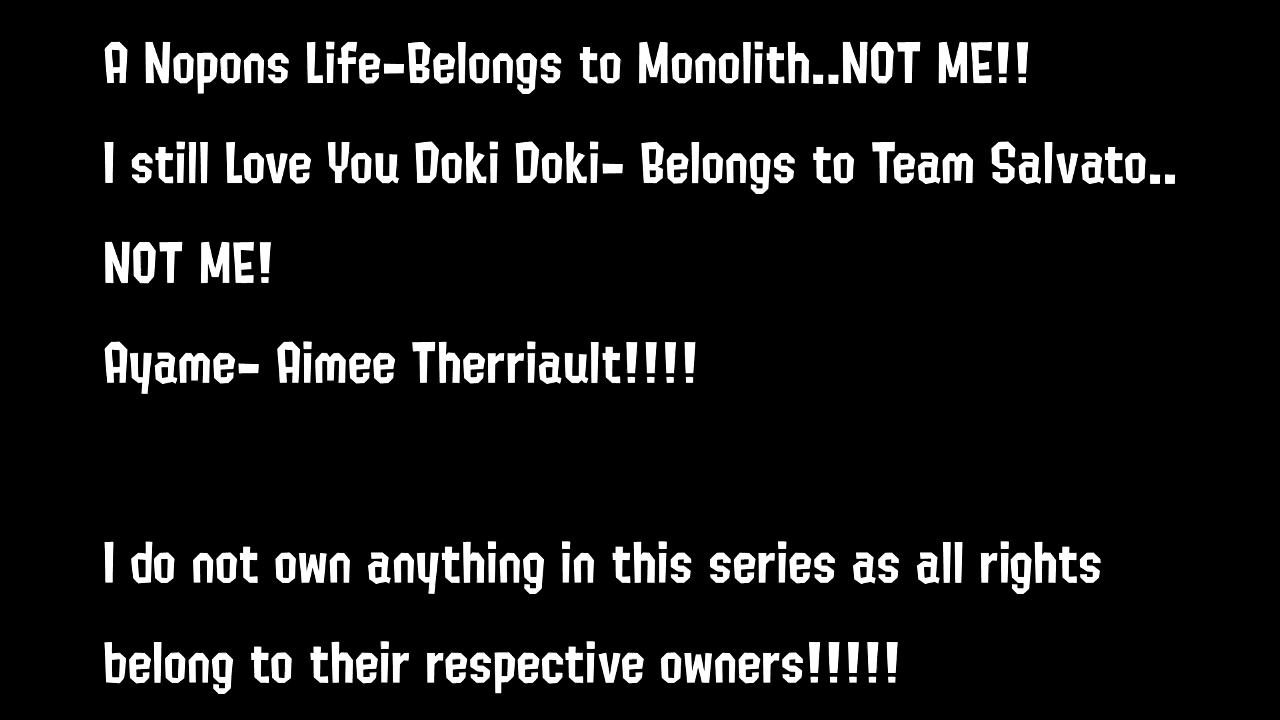 A Nopons Life-Belongs to Monolith..NOT ME!!
I still Love You Doki Doki- Belongs to Team Salvato..
NOT ME!
Ayame- Aimee Therriault!!!!
I do not own anything in this series as all rights
belong to their respective owners!!!!!